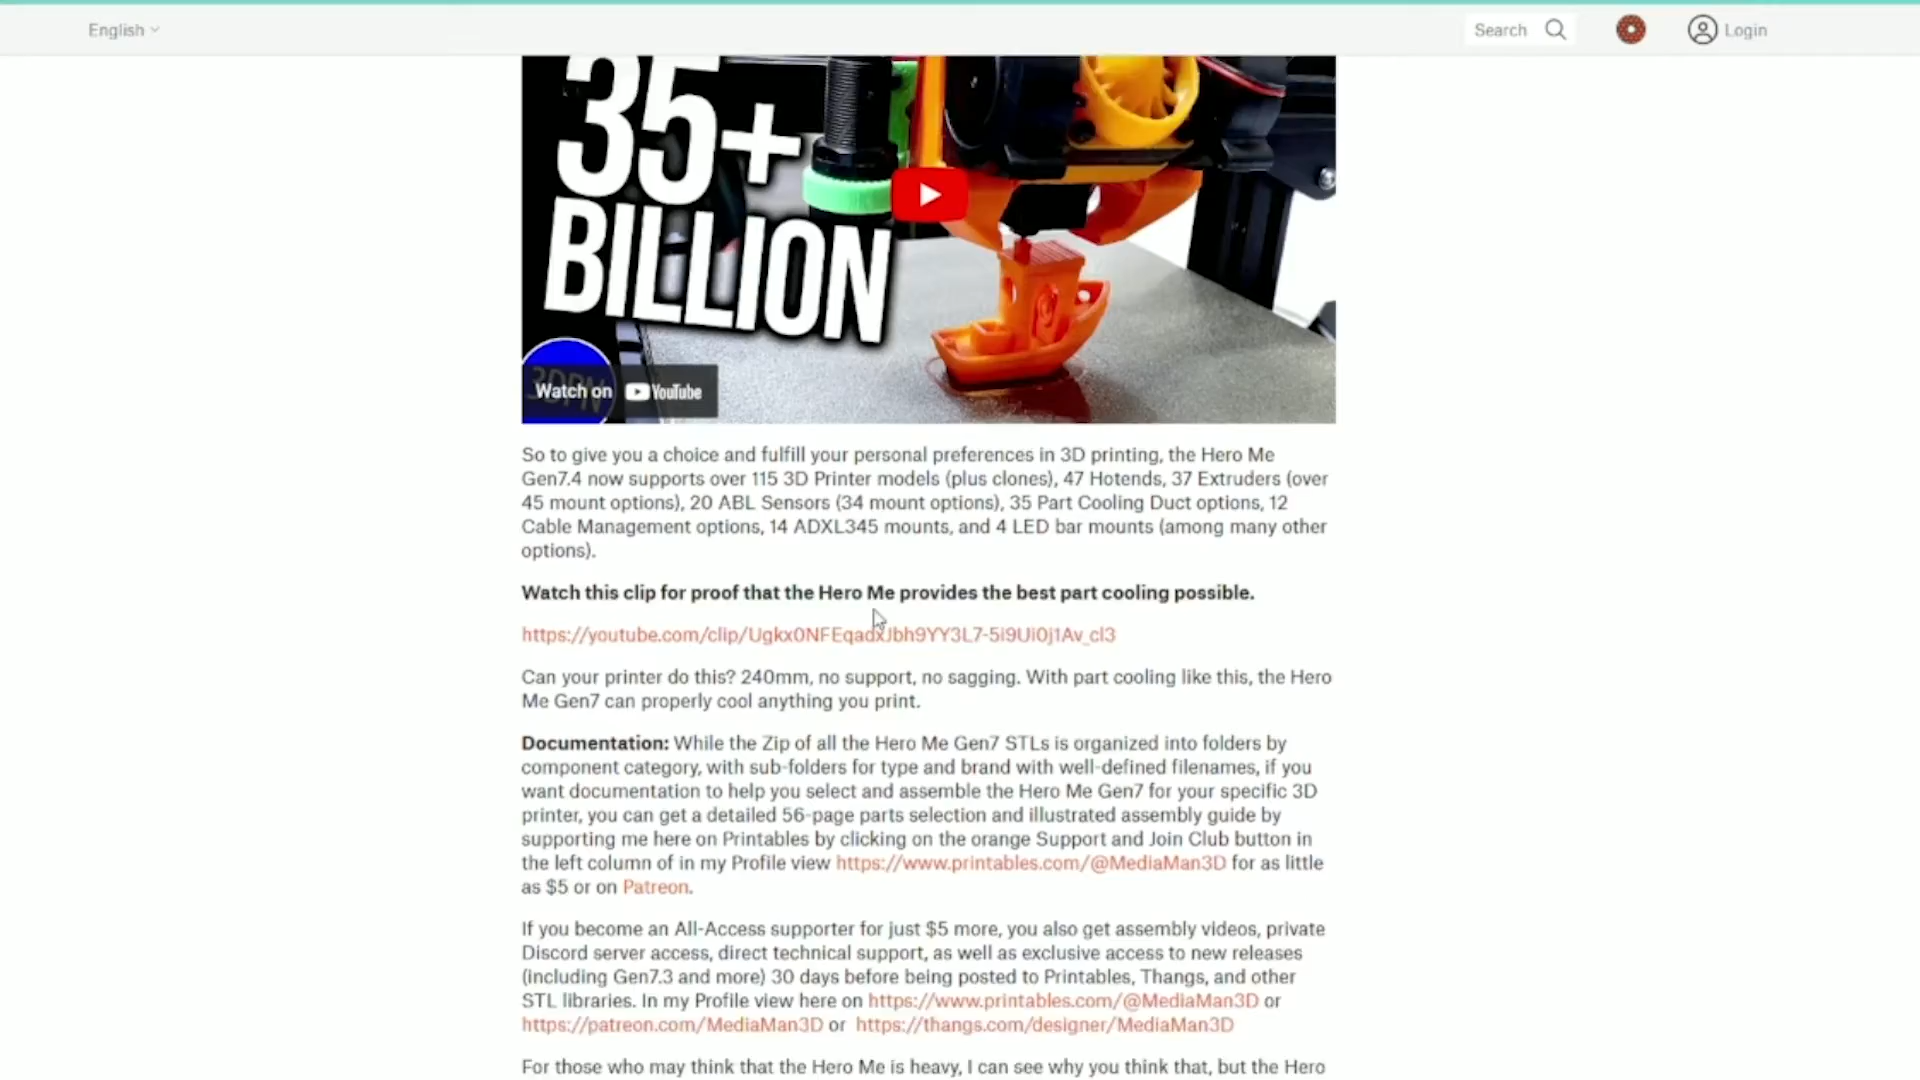 English
Search
Login
35+
BILLION
Watch on YouTube
So to give you a choice and fulfill your personal preferences in 3D printing, the Hero Me
Gen7.4 now supports over 115 3D Printer models (plus clones), 47 Hotends, 37 Extruders (over
45 mount options), 20 ABL Sensors (34 mount options), 35 Part Cooling Duct options, 12
Cable Management options, 14 ADXL345 mounts, and 4 LED bar mounts (among many other
options).
Watch this clip for proof that the Hero Me provides the best part cooling possible.
https://youtube.com/clip/Ugkx0NFEqadxJbh9YY3L7-5i9Ui0j1Av_cl3
Can your printer do this? 240mm, no support, no sagging. With part cooling like this, the Hero
Me Gen7 can properly cool anything you print.
Documentation: While the Zip of all the Hero Me Gen7 STLs is organized into folders by
component category, with sub-folders for type and brand with well-defined filenames, if you
want documentation to help you select and assemble the Hero Me Gen7 for your specific 3D
printer, you can get a detailed 56-page parts selection and illustrated assembly guide by
supporting me here on Printables by clicking on the orange Support and Join Club button in
the left column of in my Profile view https://www.printables.com/@MediaMan3D for as little
as $5 or on Patreon.
If you become an All-Access supporter for just $5 more, you also get assembly videos, private
Discord server access, direct technical support, as well as exclusive access to new releases
(including Gen7.3 and more) 30 days before being posted to Printables, Thangs, and other
STL libraries. In my Profile view here on https://www.printables.com/@MediaMan3D or
https://patreon.com/MediaMan3D or https://thangs.com/designer/MediaMan3D
For those who may think that the Hero Me is heavy, I can see why you think that, but the Hero